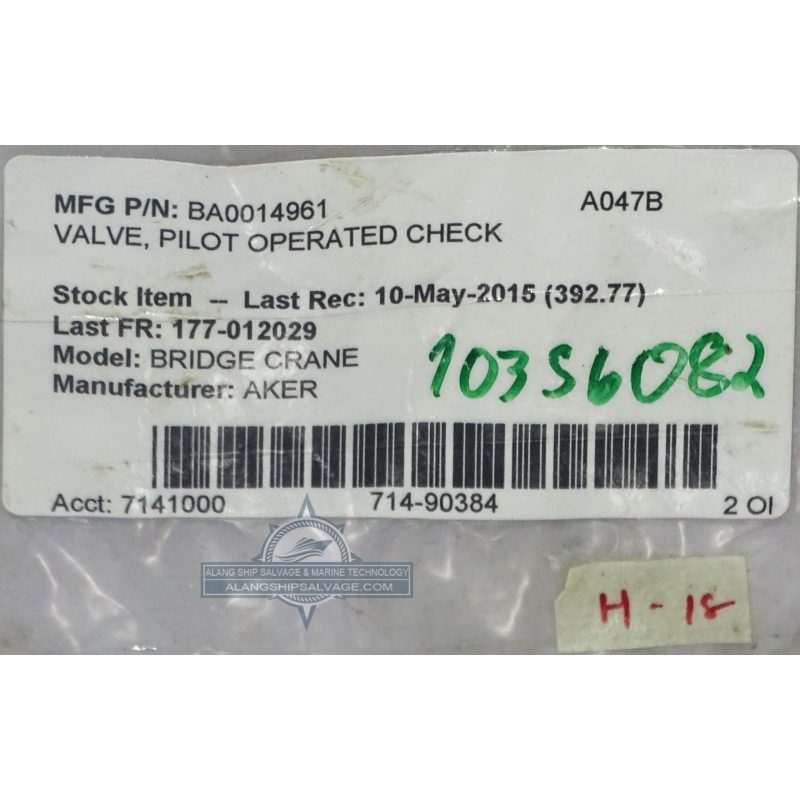 MFG P/N: BA0014961 A047B
VALVE, PILOT OPERATED CHECK
Stock Item -- Last Rec: 10-May-2015 (392.77)
Last FR: 177-012029
Model: BRIDGE CRANE
10356082
Manufacturer: AKER
Acct: 7141000 714-90384 2 OI
ALANG SHIP SALVAGE & MARINE TECHNOLOGY
ALANGSHIPSALVAGE.COM
H - 18